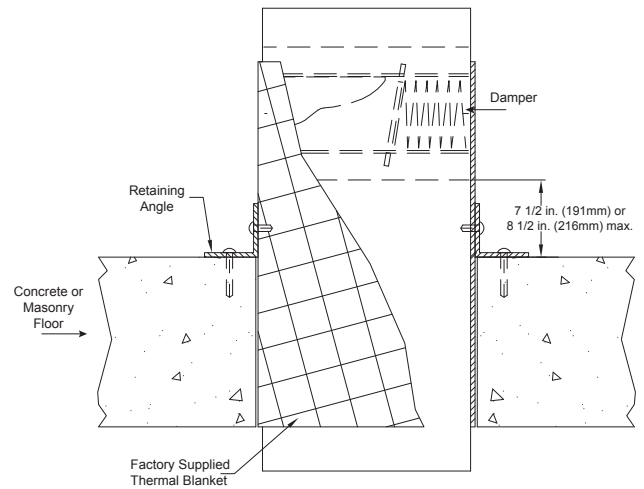 Damper
Retaining
Angle
7 1/2 in. (191mm) or
8 1/2 in. (216mm) max.
Concrete or
Masonry
Floor
Factory Supplied
Thermal Blanket